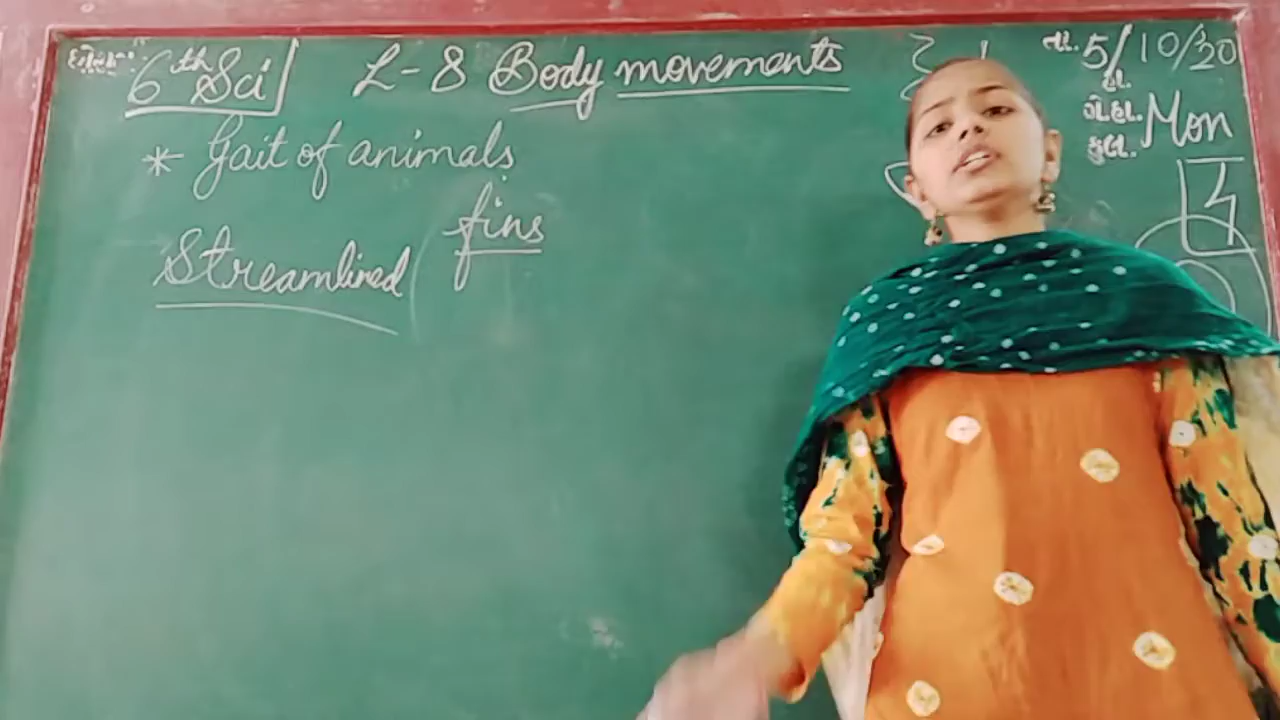 6th Sci
L-8 Body movements
તા. 5/10/20
Mon
* Gait of animals
fins
Streamlined